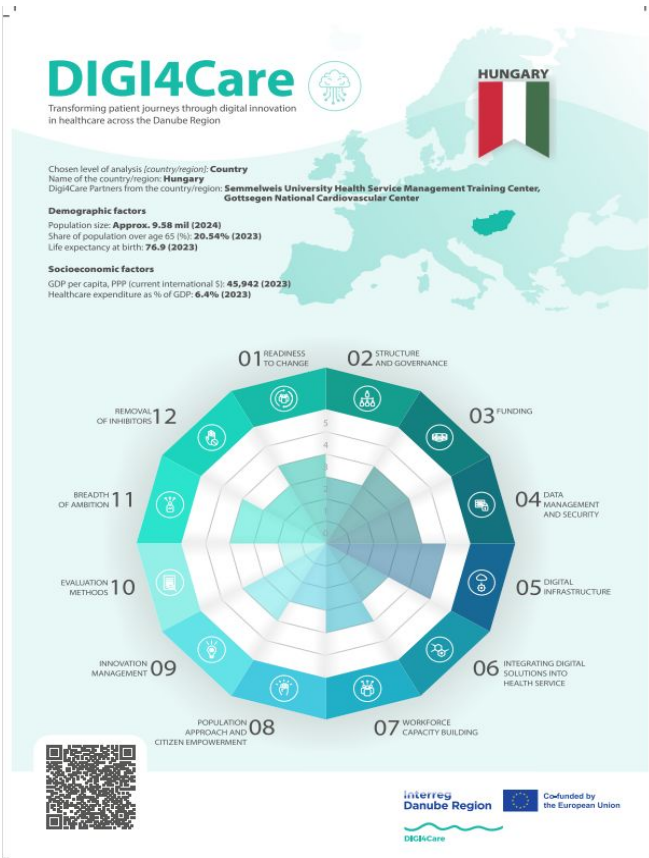 DIGI4Care
Transforming patient journeys through digital innovation
in healthcare across the Danube Region
HUNGARY
Chosen level of analysis [country/region]: Country
Name of the country/region: Hungary
Digi4Care Partners from the country/region: Semmelweis University Health Service Management Training Center,
Gottsegen National Cardiovascular Center
Demographic factors
Population size: Approx. 9.58 mil (2024)
Share of population over age 65 (%): 20.54% (2023)
Life expectancy at birth: 76.9 (2023)
Socioeconomic factors
GDP per capita, PPP (current international $): 45,942 (2023)
Healthcare expenditure as % of GDP: 6.4% (2023)
01 READINESS
TO CHANGE
02 STRUCTURE
AND GOVERNANCE
03 FUNDING
04 DATA
MANAGEMENT
AND SECURITY
05 DIGITAL
INFRASTRUCTURE
06 INTEGRATING DIGITAL
SOLUTIONS INTO
HEALTH SERVICE
07 WORKFORCE
CAPACITY BUILDING
POPULATION
APPROACH AND
CITIZEN EMPOWERMENT 08
INNOVATION
MANAGEMENT 09
EVALUATION
METHODS 10
BREADTH
OF AMBITION 11
REMOVAL
OF INHIBITORS 12
5
4
3
2
1
0
Interreg
Danube Region
Co-funded by
the European Union
DIGI4Care